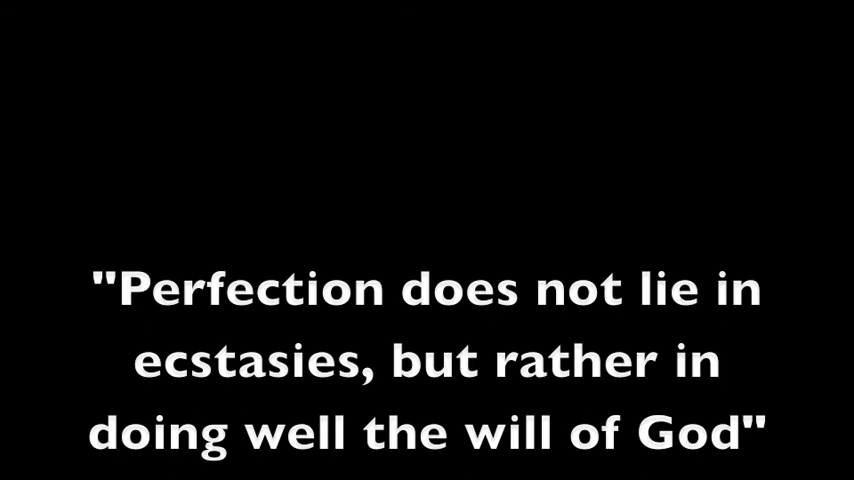 "Perfection does not lie in
ecstasies, but rather in
doing well the will of God"